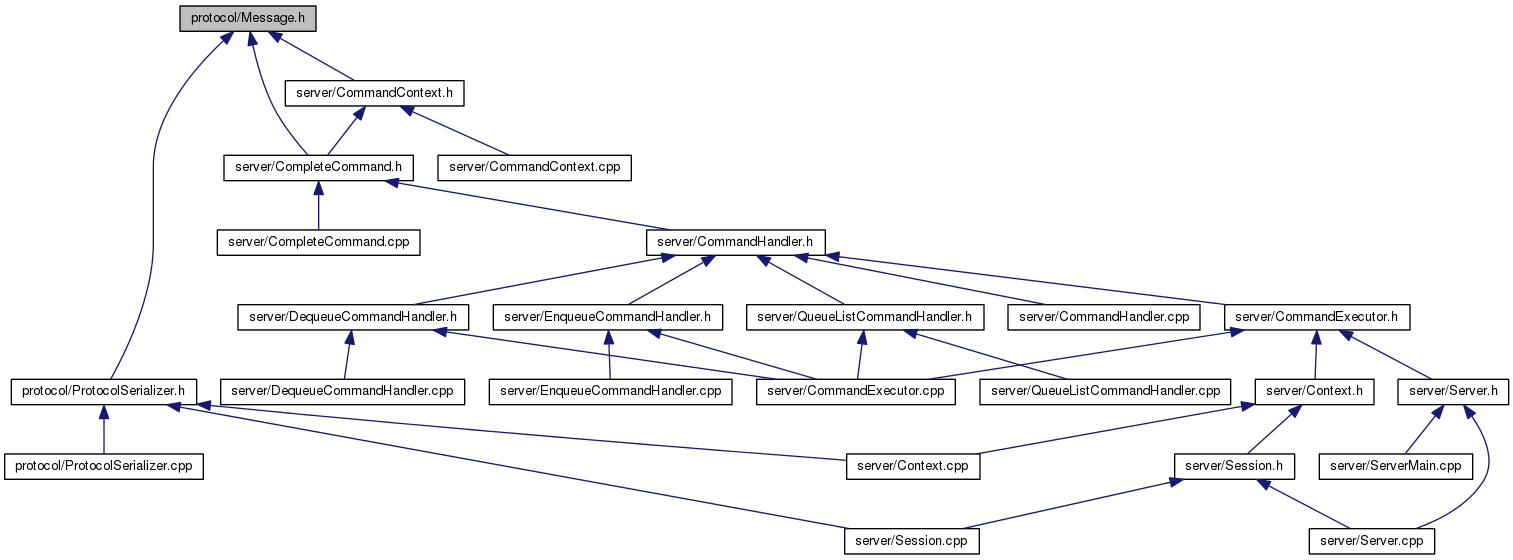 protocol/Message.h
server/CommandContext.h
server/CompleteCommand.h
server/CommandContext.cpp
server/CompleteCommand.cpp
server/CommandHandler.h
server/DequeueCommandHandler.h
server/EnqueueCommandHandler.h
server/QueueListCommandHandler.h
server/CommandHandler.cpp
server/CommandExecutor.h
protocol/ProtocolSerializer.h
server/DequeueCommandHandler.cpp
server/EnqueueCommandHandler.cpp
server/CommandExecutor.cpp
server/QueueListCommandHandler.cpp
server/Context.h
server/Server.h
protocol/ProtocolSerializer.cpp
server/Context.cpp
server/Session.h
server/ServerMain.cpp
server/Session.cpp
server/Server.cpp